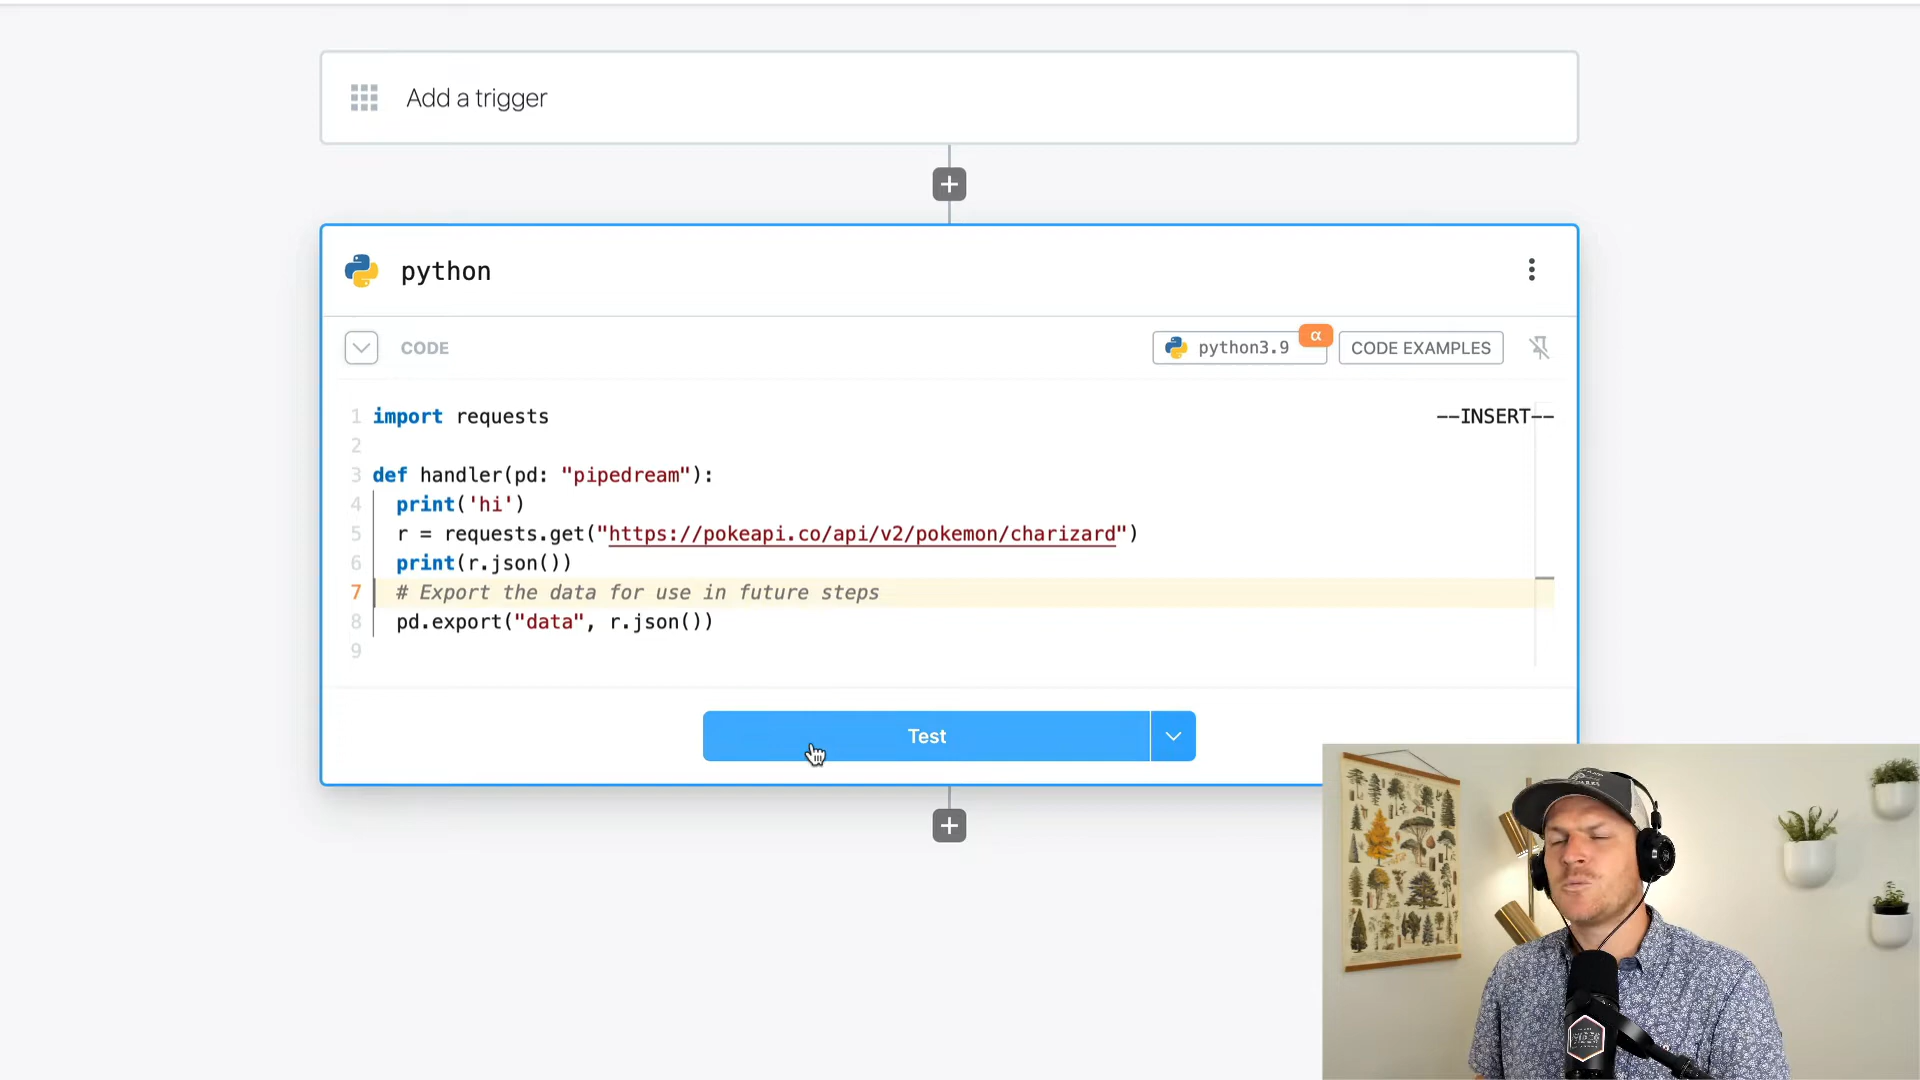 Add a trigger
python
CODE
python3.9
α
CODE EXAMPLES
1 import requests
--INSERT--
2
3 def handler(pd: "pipedream"):
4 print('hi')
5 r = requests.get("https://pokeapi.co/api/v2/pokemon/charizard")
6 print(r.json())
7 # Export the data for use in future steps
8 pd.export("data", r.json())
9
Test